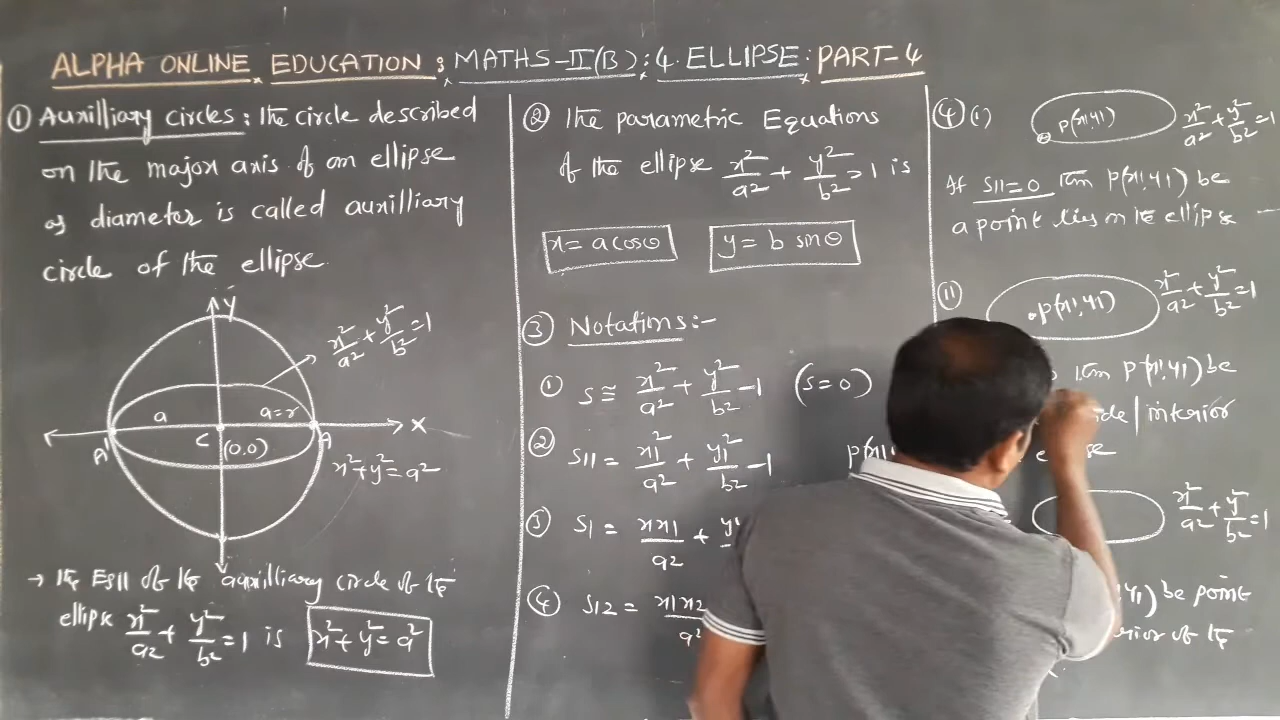 ALPHA ONLINE EDUCATION : MATHS-II(B) : 4. ELLIPSE : PART-4
① Auxilliary circles : The circle described
on the major axis of an ellipse
as diameter is called auxilliary
circle of the ellipse.
Y
x²/a² + y²/b² = 1
a
a=r
A'
C
(0,0)
A
X
x²+y²=a²
→ The Eqn of the auxilliary circle of the
ellipse x²/a² + y²/b² = 1 is x²+y²=a²
② The parametric Equations
of the ellipse x²/a² + y²/b² = 1 is
x = a cosθ y = b sinθ
③ Notations:-
① S ≅ x²/a² + y²/b² - 1 (S=0)
② S11 = x1²/a² + y1²/b² - 1 P(x1
③ S1 = xx1/a² +
④ S12 = x1x2/a²
④ (i) P(x1,y1) x²/a² + y²/b² = 1
If S11=0 then P(x1,y1) be
a point lies on the ellipse
(ii) P(x1,y1) x²/a² + y²/b² = 1
then P(x1,y1) be
ide / interior
x²/a² + y²/b² = 1
y1) be point
rior of the